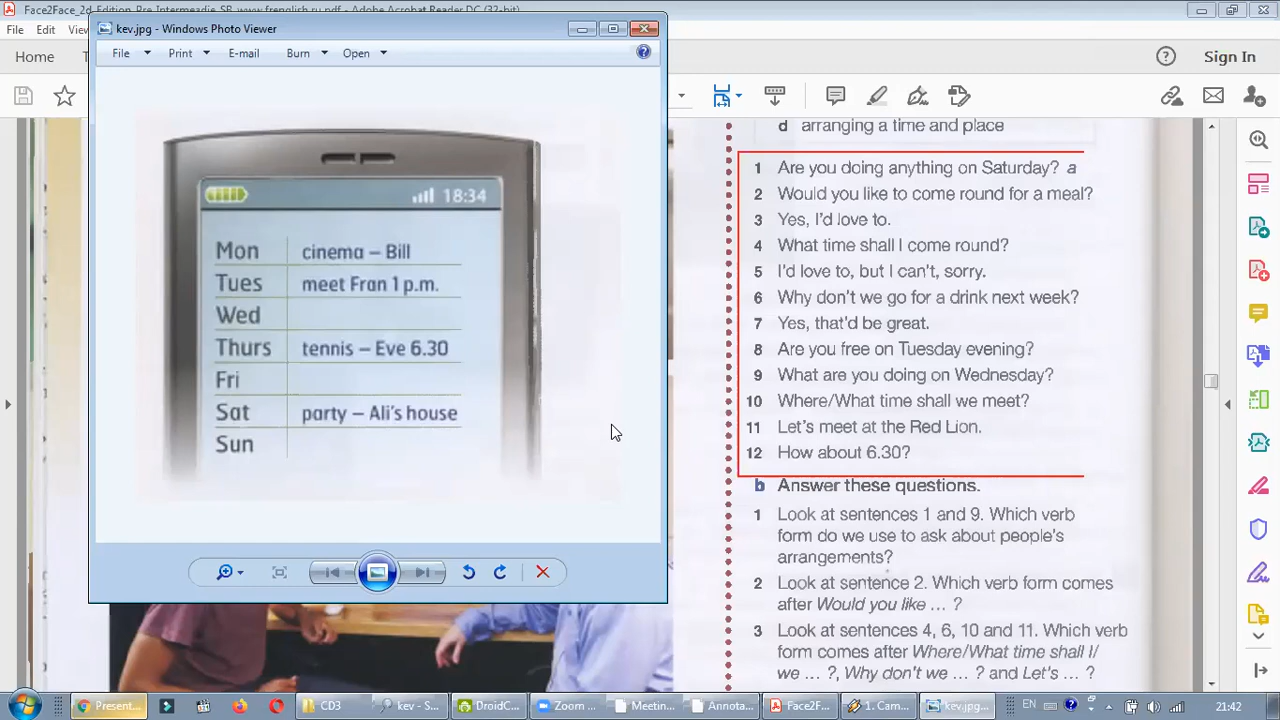 Face2Face_2d_Edition_Pre-Intermedie_SB_www.frenglish.ru.pdf - Adobe Acrobat Reader DC (32-bit)
File Edit
kev.jpg - Windows Photo Viewer
File Print E-mail Burn Open
Home
Sign In
18:34
Mon cinema – Bill
Tues meet Fran 1 p.m.
Wed
Thurs tennis – Eve 6.30
Fri
Sat party – Ali's house
Sun
d arranging a time and place
1 Are you doing anything on Saturday? a
2 Would you like to come round for a meal?
3 Yes, I'd love to.
4 What time shall I come round?
5 I'd love to, but I can't, sorry.
6 Why don't we go for a drink next week?
7 Yes, that'd be great.
8 Are you free on Tuesday evening?
9 What are you doing on Wednesday?
10 Where/What time shall we meet?
11 Let's meet at the Red Lion.
12 How about 6.30?
b Answer these questions.
1 Look at sentences 1 and 9. Which verb
form do we use to ask about people's
arrangements?
2 Look at sentence 2. Which verb form comes
after Would you like … ?
3 Look at sentences 4, 6, 10 and 11. Which verb
form comes after Where/What time shall I/
we … ?, Why don't we … ? and Let's … ?
Present... CD3 kev - S... DroidC... Zoom ... Meetin... Annota... Face2F... 1. Cam... kev.jpg... EN 21:42